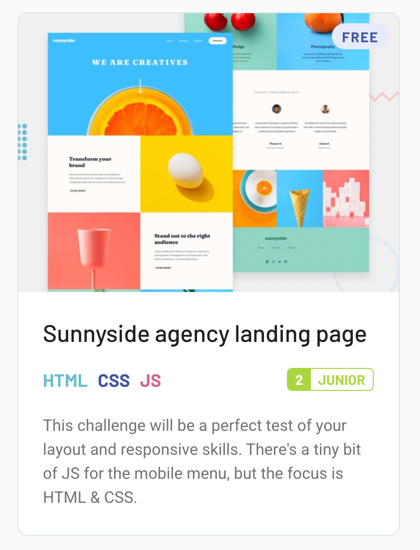 FREE
sunnyside
WE ARE CREATIVES
Transform your
brand
Stand out to the right
audience
CLIENT TESTIMONIALS
sunnyside
Sunnyside agency landing page
HTML CSS JS
2 JUNIOR
This challenge will be a perfect test of your
layout and responsive skills. There's a tiny bit
of JS for the mobile menu, but the focus is
HTML & CSS.